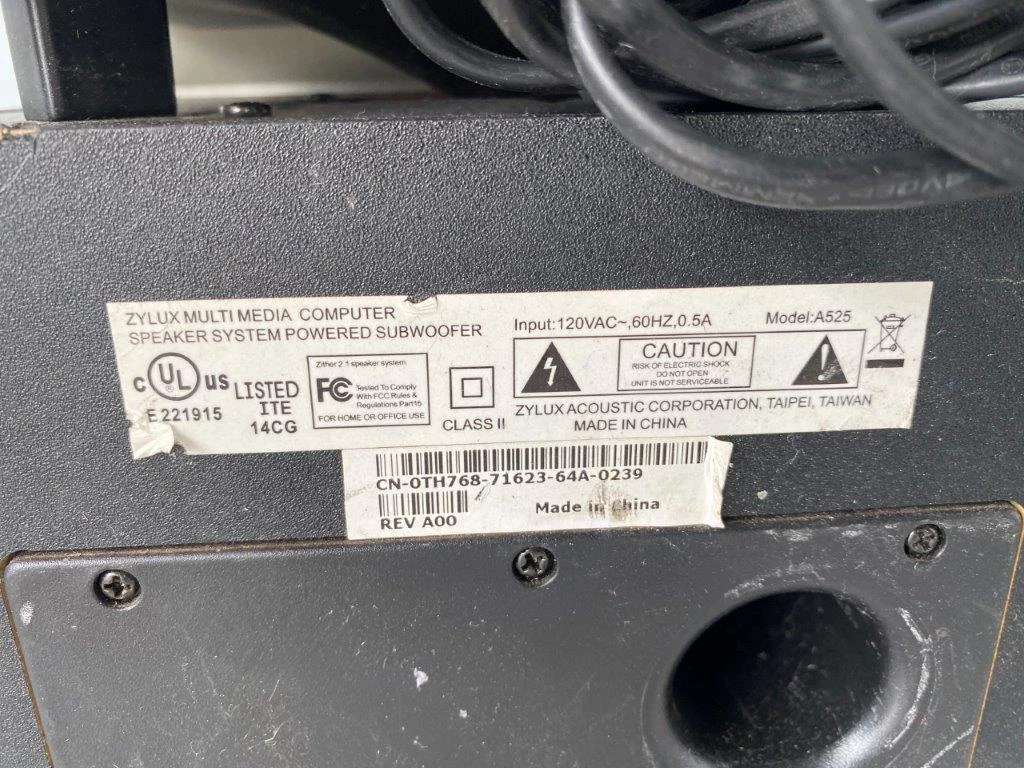 ZYLUX MULTI MEDIA COMPUTER
SPEAKER SYSTEM POWERED SUBWOOFER
Input:120VAC~,60HZ,0.5A
Model:A525
c UL us
E 221915
LISTED
ITE
14CG
Zither 2 1 speaker system
FC
Tested To Comply
With FCC Rules &
Regulations Part15
FOR HOME OR OFFICE USE
CLASS II
CAUTION
RISK OF ELECTRIC SHOCK
DO NOT OPEN
UNIT IS NOT SERVICEABLE
ZYLUX ACOUSTIC CORPORATION, TAIPEI, TAIWAN
MADE IN CHINA
CN-0TH768-71623-64A-0239
REV A00
Made in China